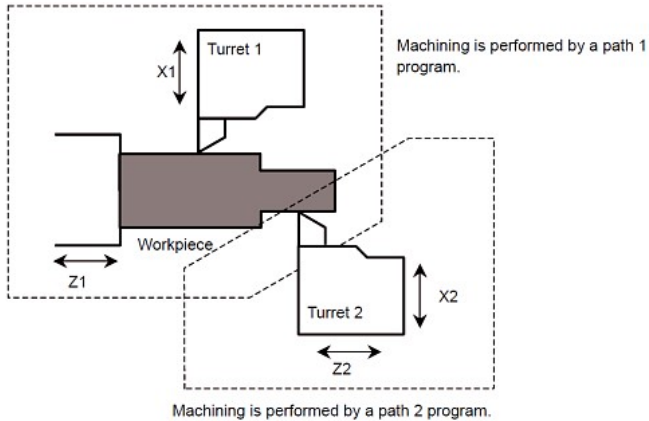 Turret 1
X1
Machining is performed by a path 1
program.
Workpiece
Z1
Turret 2
X2
Z2
Machining is performed by a path 2 program.